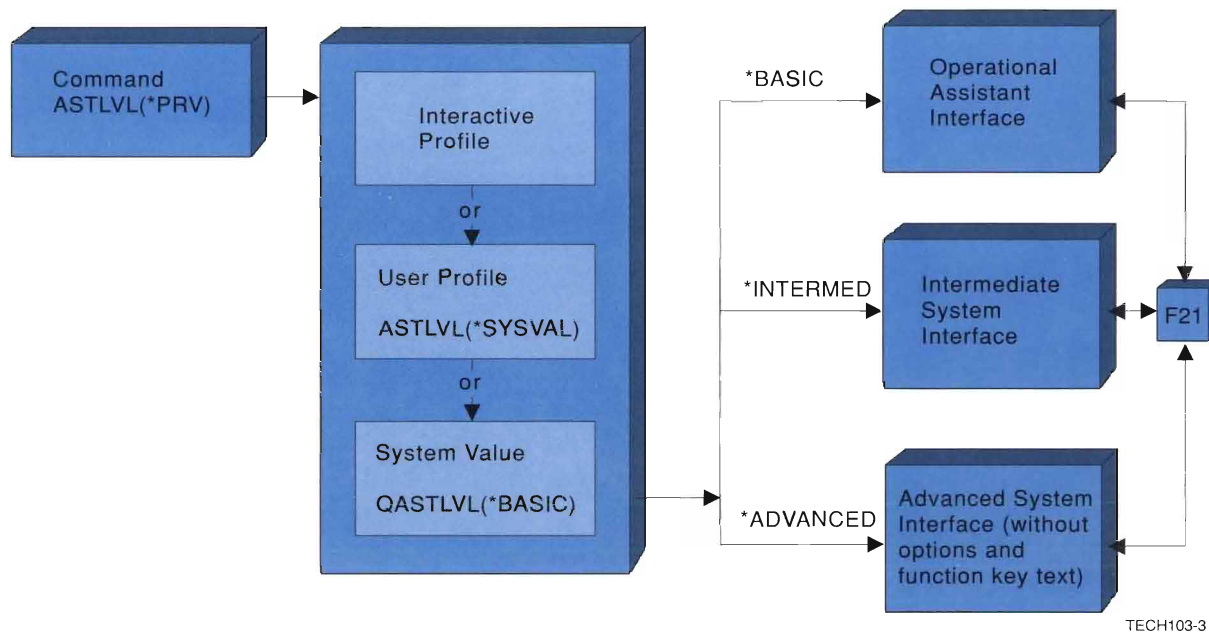 Command
ASTLVL(*PRV)
Interactive
Profile
or
User Profile
ASTLVL(*SYSVAL)
or
System Value
QASTLVL(*BASIC)
*BASIC
Operational
Assistant
Interface
*INTERMED
Intermediate
System
Interface
F21
*ADVANCED
Advanced System
Interface (without
options and
function key text)
TECH103-3